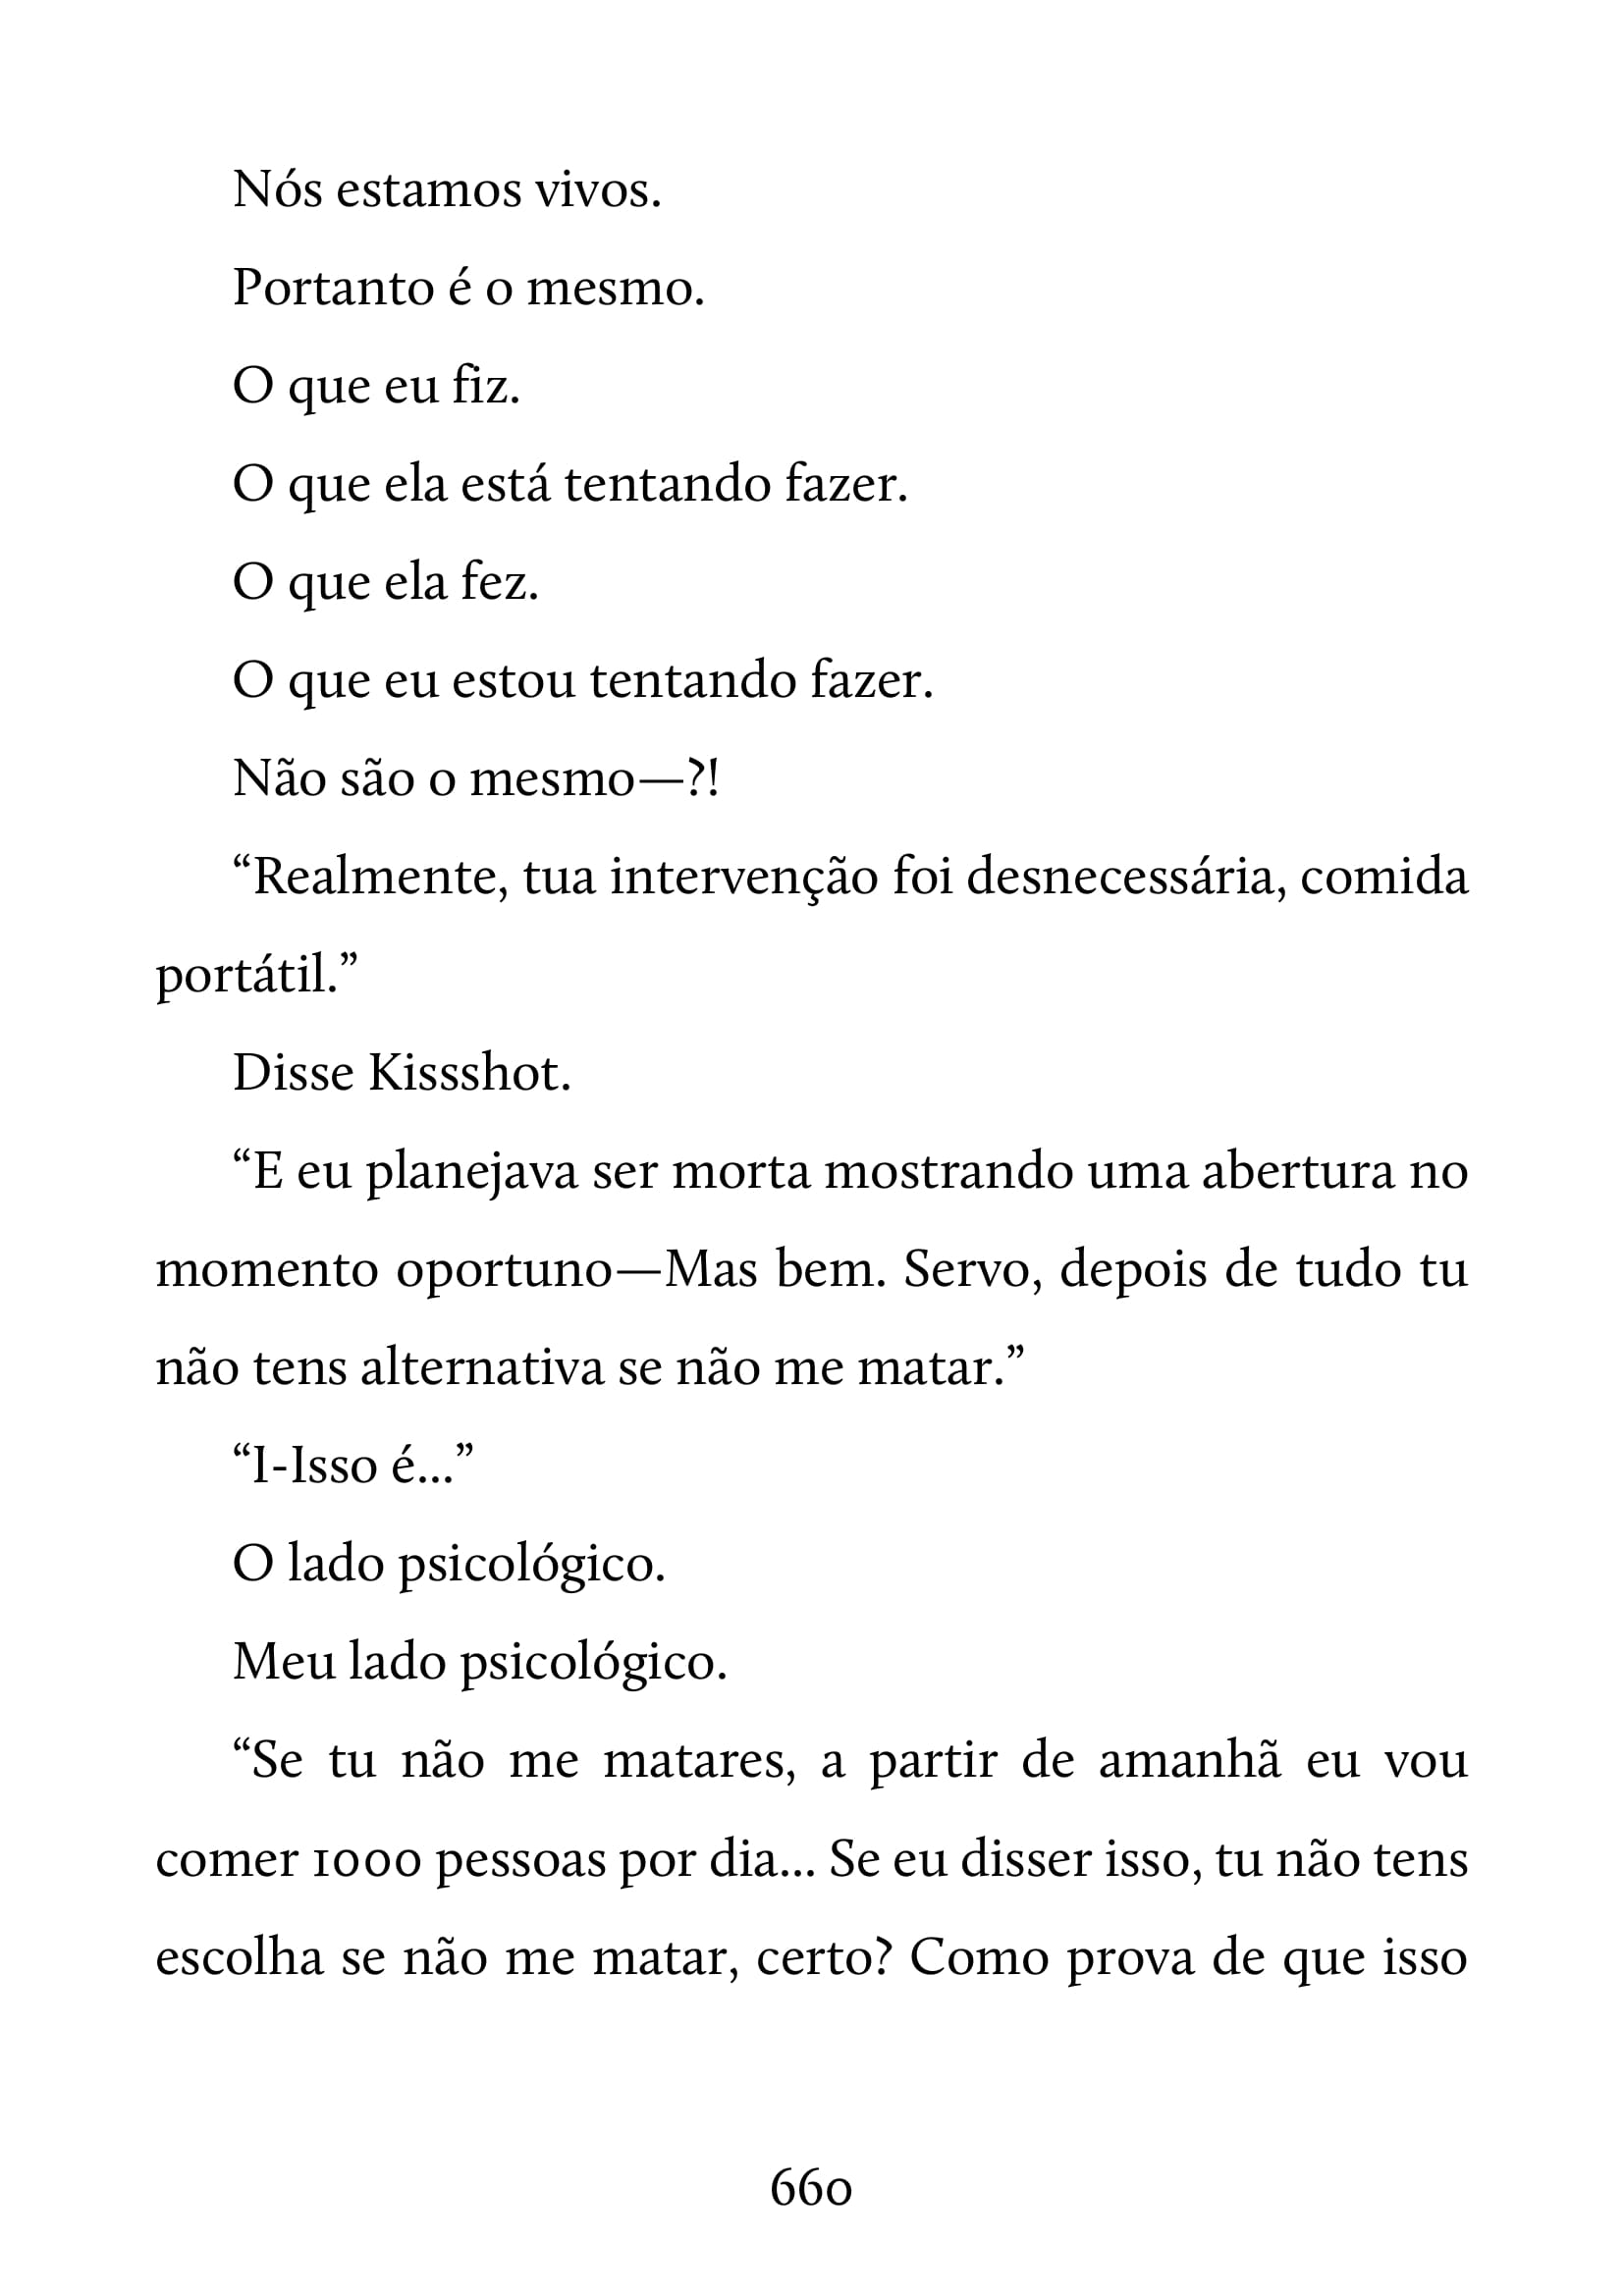 Nós estamos vivos.
Portanto é o mesmo.
O que eu fiz.
O que ela está tentando fazer.
O que ela fez.
O que eu estou tentando fazer.
Não são o mesmo—?!
“Realmente, tua intervenção foi desnecessária, comida
portátil.”
Disse Kissshot.
“E eu planejava ser morta mostrando uma abertura no
momento oportuno—Mas bem. Servo, depois de tudo tu
não tens alternativa se não me matar.”
“I-Isso é...”
O lado psicológico.
Meu lado psicológico.
“Se tu não me matares, a partir de amanhã eu vou
comer 1000 pessoas por dia... Se eu disser isso, tu não tens
escolha se não me matar, certo? Como prova de que isso
660